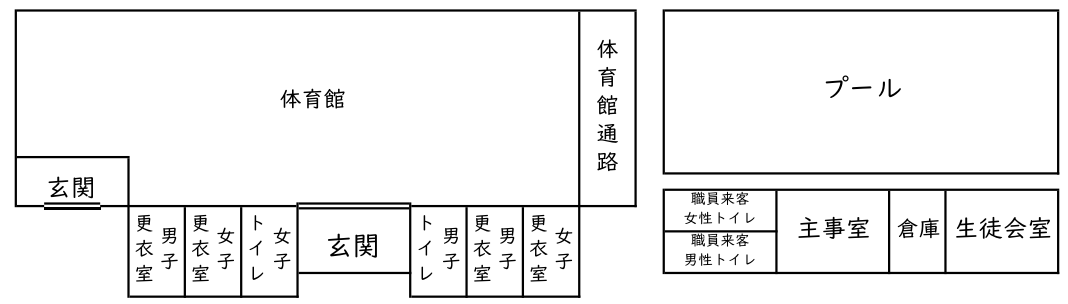 体育館
体育館通路
プール
玄関
男子
更衣室
女子
更衣室
女子
トイレ
玄関
男子
トイレ
男子
更衣室
女子
更衣室
職員来客
女性トイレ
職員来客
男性トイレ
主事室
倉庫
生徒会室